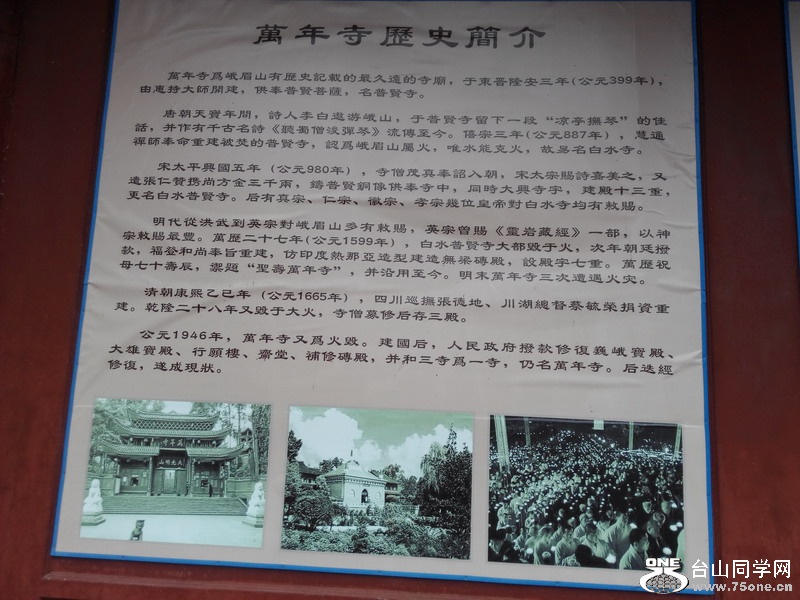 萬年寺歷史簡介
萬年寺爲峨眉山有歷史記載的最久遠的寺廟，于東晉隆安三年(公元399年)，
由惠持大師開建，供奉普賢菩薩，名普賢寺。
唐朝天寶年間，詩人李白遨游峨山，于普賢寺留下一段“凉亭撫琴”的佳
話，并作有千古名詩《聽蜀僧浚彈琴》流傳至今。僖宗三年(公元887年)，慧通
禪師奉命重建被焚的普賢寺，認爲峨眉山屬火，唯水能克火，故易名白水寺。
宋太平興國五年（公元980年），寺僧茂真奉詔入朝，宋太宗賜詩嘉美之，又
遣張仁贊携尚方金三千兩，鑄普賢銅像供奉寺中，同時大興寺宇，建殿十三重，
更名白水普賢寺。后有真宗、仁宗、徽宗、孝宗幾位皇帝對白水寺均有敕賜。
明代從洪武到英宗對峨眉山多有敕賜，英宗曾賜《靈岩藏經》一部，以神
宗敕賜最豐。萬歷二十七年(公元1599年)，白水普賢寺大部毀于火，次年朝廷撥
款，福登和尚奉旨重建，仿印度熱那亞造型建造無梁磚殿，設殿宇七重。萬歷祝
母七十壽辰，禦題“聖壽萬年寺”，并沿用至今。明末萬年寺三次遭遇火灾。
清朝康熙乙巳年（公元1665年），四川巡撫張德地、川湖總督蔡毓榮捐資重
建。乾隆二十八年又毀于大火，寺僧募修后存三殿。
公元1946年，萬年寺又爲火毀。建國后，人民政府撥款修復巍峨寶殿、
大雄寶殿、行願樓、齋堂、補修磚殿，并和三寺爲一寺，仍名萬年寺。后迭經
修復，遂成現狀。
ONE
台山同学网
www.75one.cn